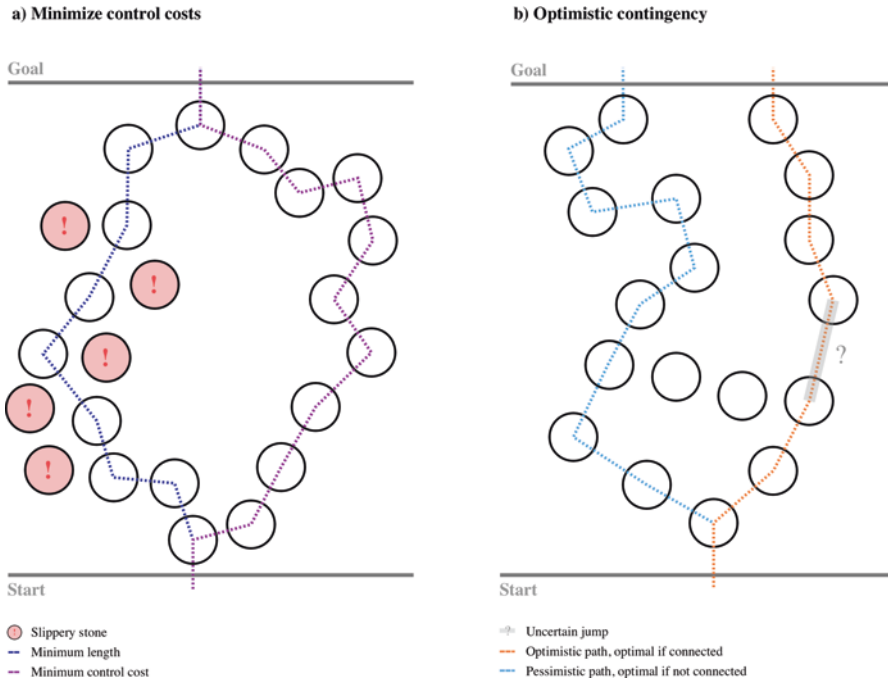 a) Minimize control costs
Goal
!
!
!
!
!
Start
! Slippery stone
Minimum length
Minimum control cost
b) Optimistic contingency
Goal
?
Start
? Uncertain jump
Optimistic path, optimal if connected
Pessimistic path, optimal if not connected